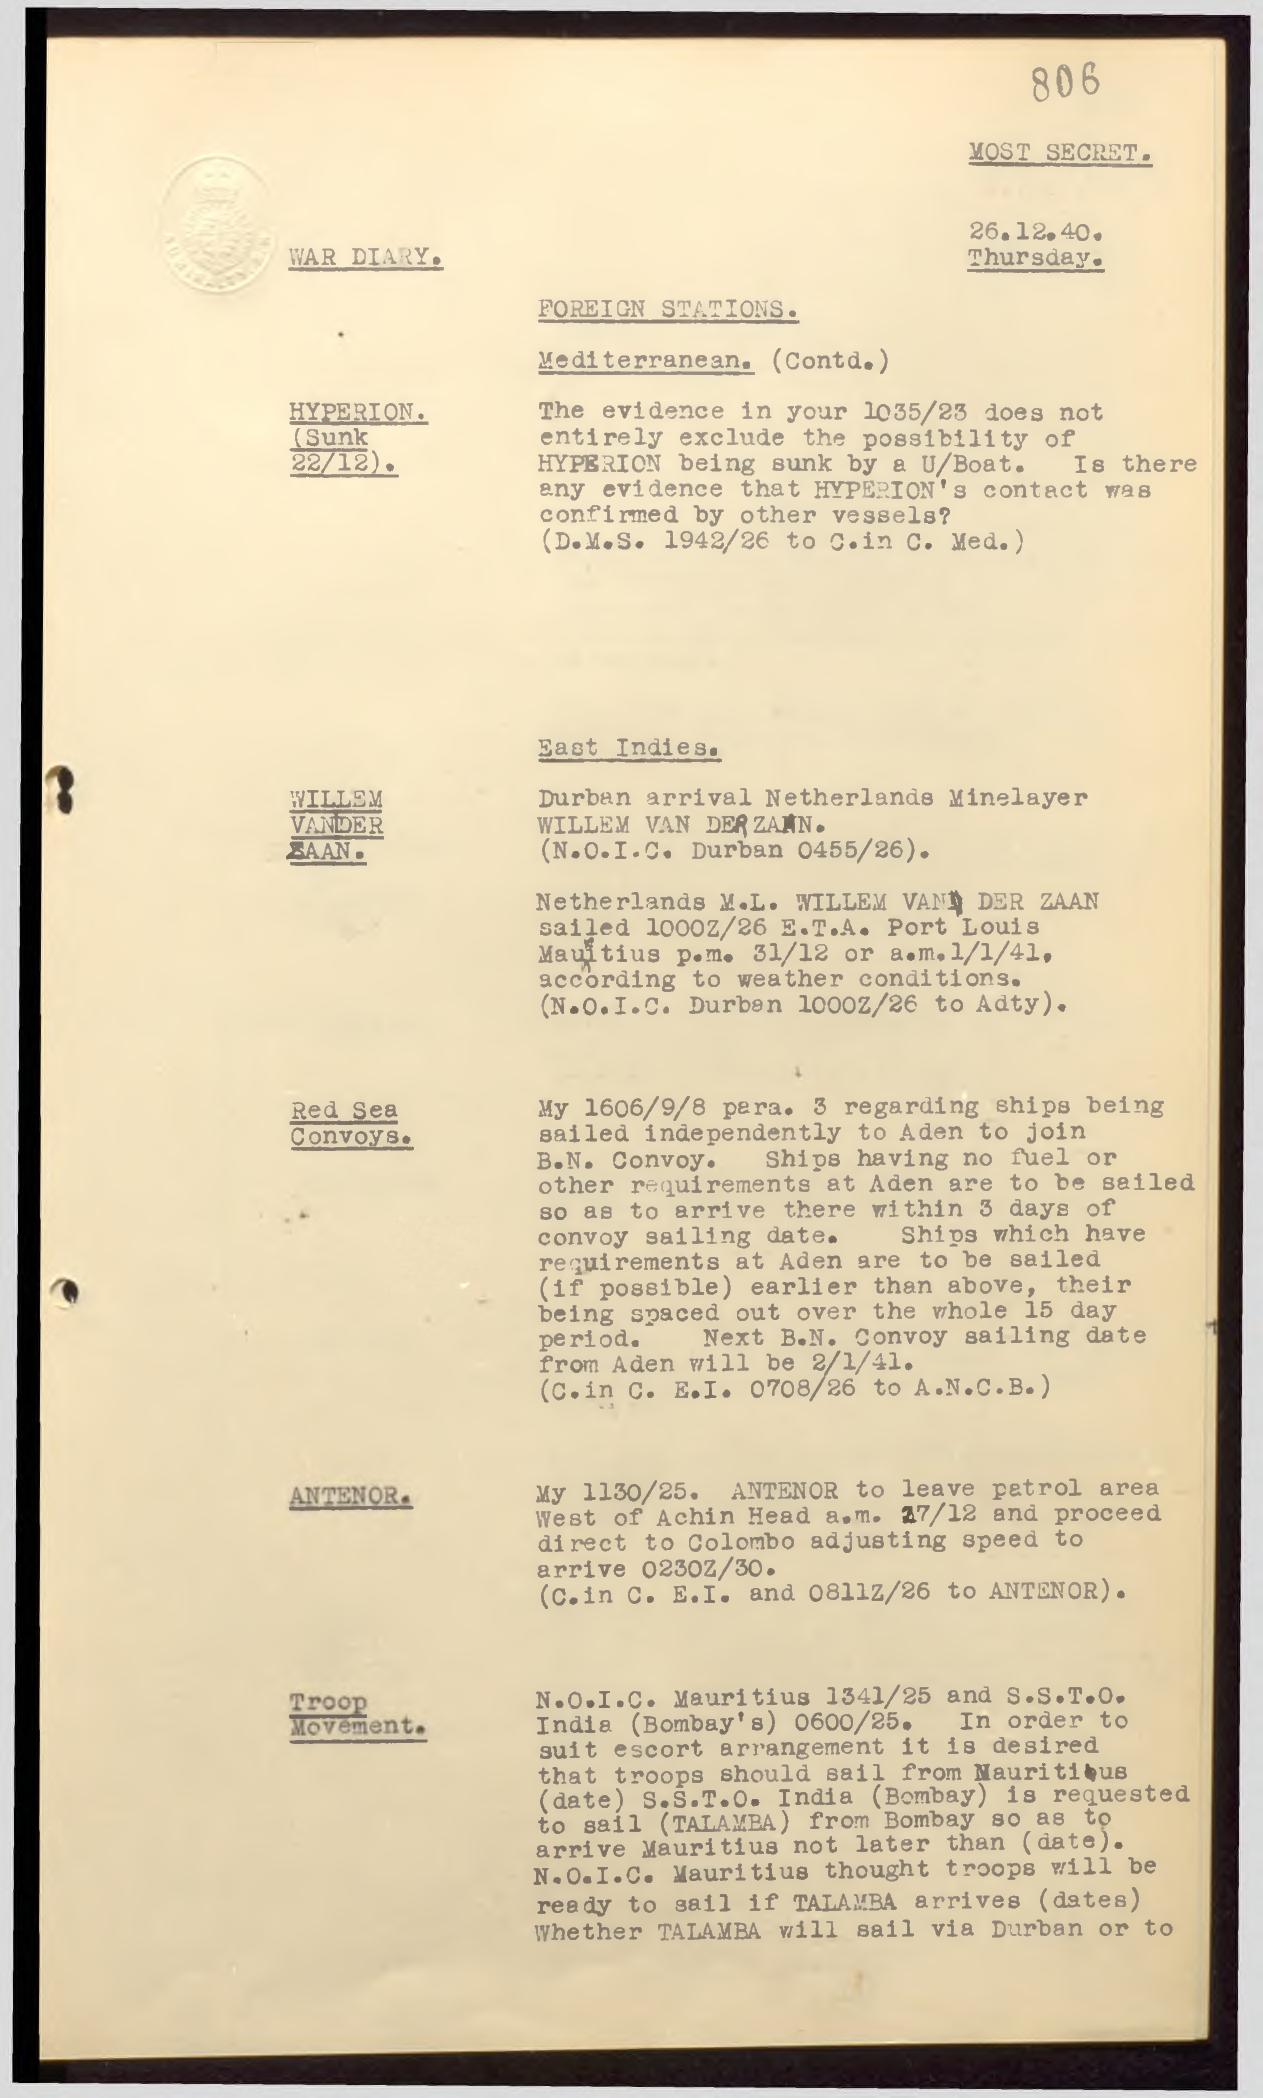 806
MOST SECRET.
26.12.40.
Thursday.
WAR DIARY.
FOREIGN STATIONS.
Mediterranean. (Contd.)
HYPERION.
(Sunk
22/12).
The evidence in your 1035/23 does not
entirely exclude the possibility of
HYPERION being sunk by a U/Boat. Is there
any evidence that HYPERION's contact was
confirmed by other vessels?
(D.M.S. 1942/26 to C.in C. Med.)
East Indies.
WILLEM
VAN DER
ZAAN.
Durban arrival Netherlands Minelayer
WILLEM VAN DER ZAAN.
(N.O.I.C. Durban 0455/26).
Netherlands M.L. WILLEM VAN DER ZAAN
sailed 1000Z/26 E.T.A. Port Louis
Mauritius p.m. 31/12 or a.m.1/1/41,
according to weather conditions.
(N.O.I.C. Durban 1000Z/26 to Adty).
Red Sea
Convoys.
My 1606/9/8 para. 3 regarding ships being
sailed independently to Aden to join
B.N. Convoy. Ships having no fuel or
other requirements at Aden are to be sailed
so as to arrive there within 3 days of
convoy sailing date. Ships which have
requirements at Aden are to be sailed
(if possible) earlier than above, their
being spaced out over the whole 15 day
period. Next B.N. Convoy sailing date
from Aden will be 2/1/41.
(C.in C. E.I. 0708/26 to A.N.C.B.)
ANTENOR.
My 1130/25. ANTENOR to leave patrol area
West of Achin Head a.m. 27/12 and proceed
direct to Colombo adjusting speed to
arrive 0230Z/30.
(C.in C. E.I. and 0811Z/26 to ANTENOR).
Troop
Movement.
N.O.I.C. Mauritius 1341/25 and S.S.T.O.
India (Bombay's) 0600/25. In order to
suit escort arrangement it is desired
that troops should sail from Mauritius
(date) S.S.T.O. India (Bombay) is requested
to sail (TALAMBA) from Bombay so as to
arrive Mauritius not later than (date).
N.O.I.C. Mauritius thought troops will be
ready to sail if TALAMBA arrives (dates)
Whether TALAMBA will sail via Durban or to